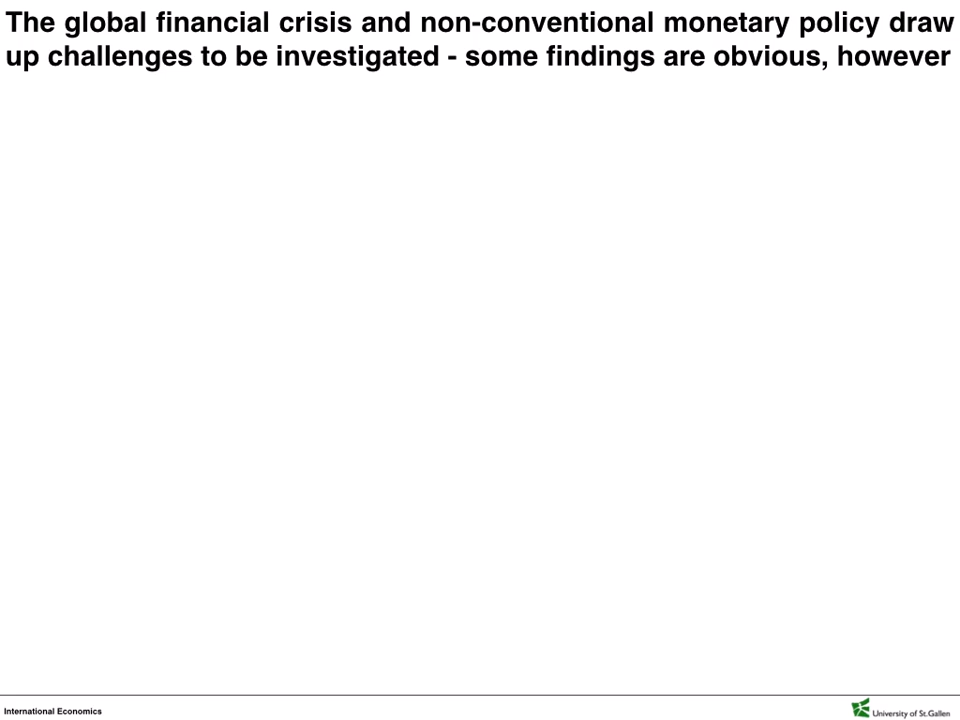 The global financial crisis and non-conventional monetary policy draw
up challenges to be investigated - some findings are obvious, however
International Economics
University of St.Gallen